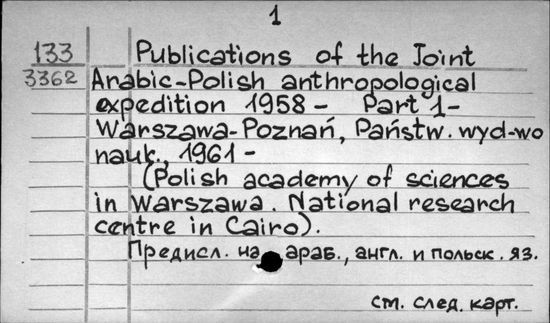 1
133 Publications of the Joint
3362 Arabic-Polish anthropological
expedition 1958 - Part 1-
Warszawa-Poznań, Państw. wyd-wo
nauk., 1961 -
(Polish academy of sciences
in Warszawa. National research
centre in Cairo).
Предисл. на араб., англ. и польск. яз.
см. след. карт.